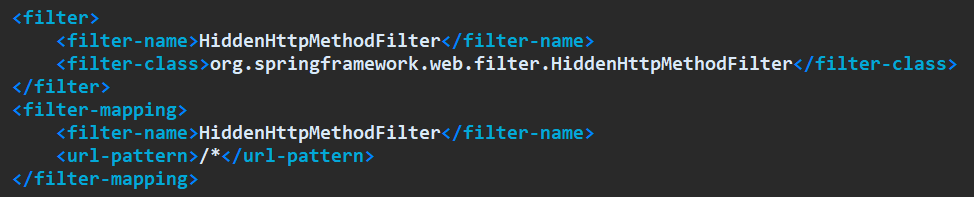 <filter>
    <filter-name>HiddenHttpMethodFilter</filter-name>
    <filter-class>org.springframework.web.filter.HiddenHttpMethodFilter</filter-class>
</filter>
<filter-mapping>
    <filter-name>HiddenHttpMethodFilter</filter-name>
    <url-pattern>/*</url-pattern>
</filter-mapping>